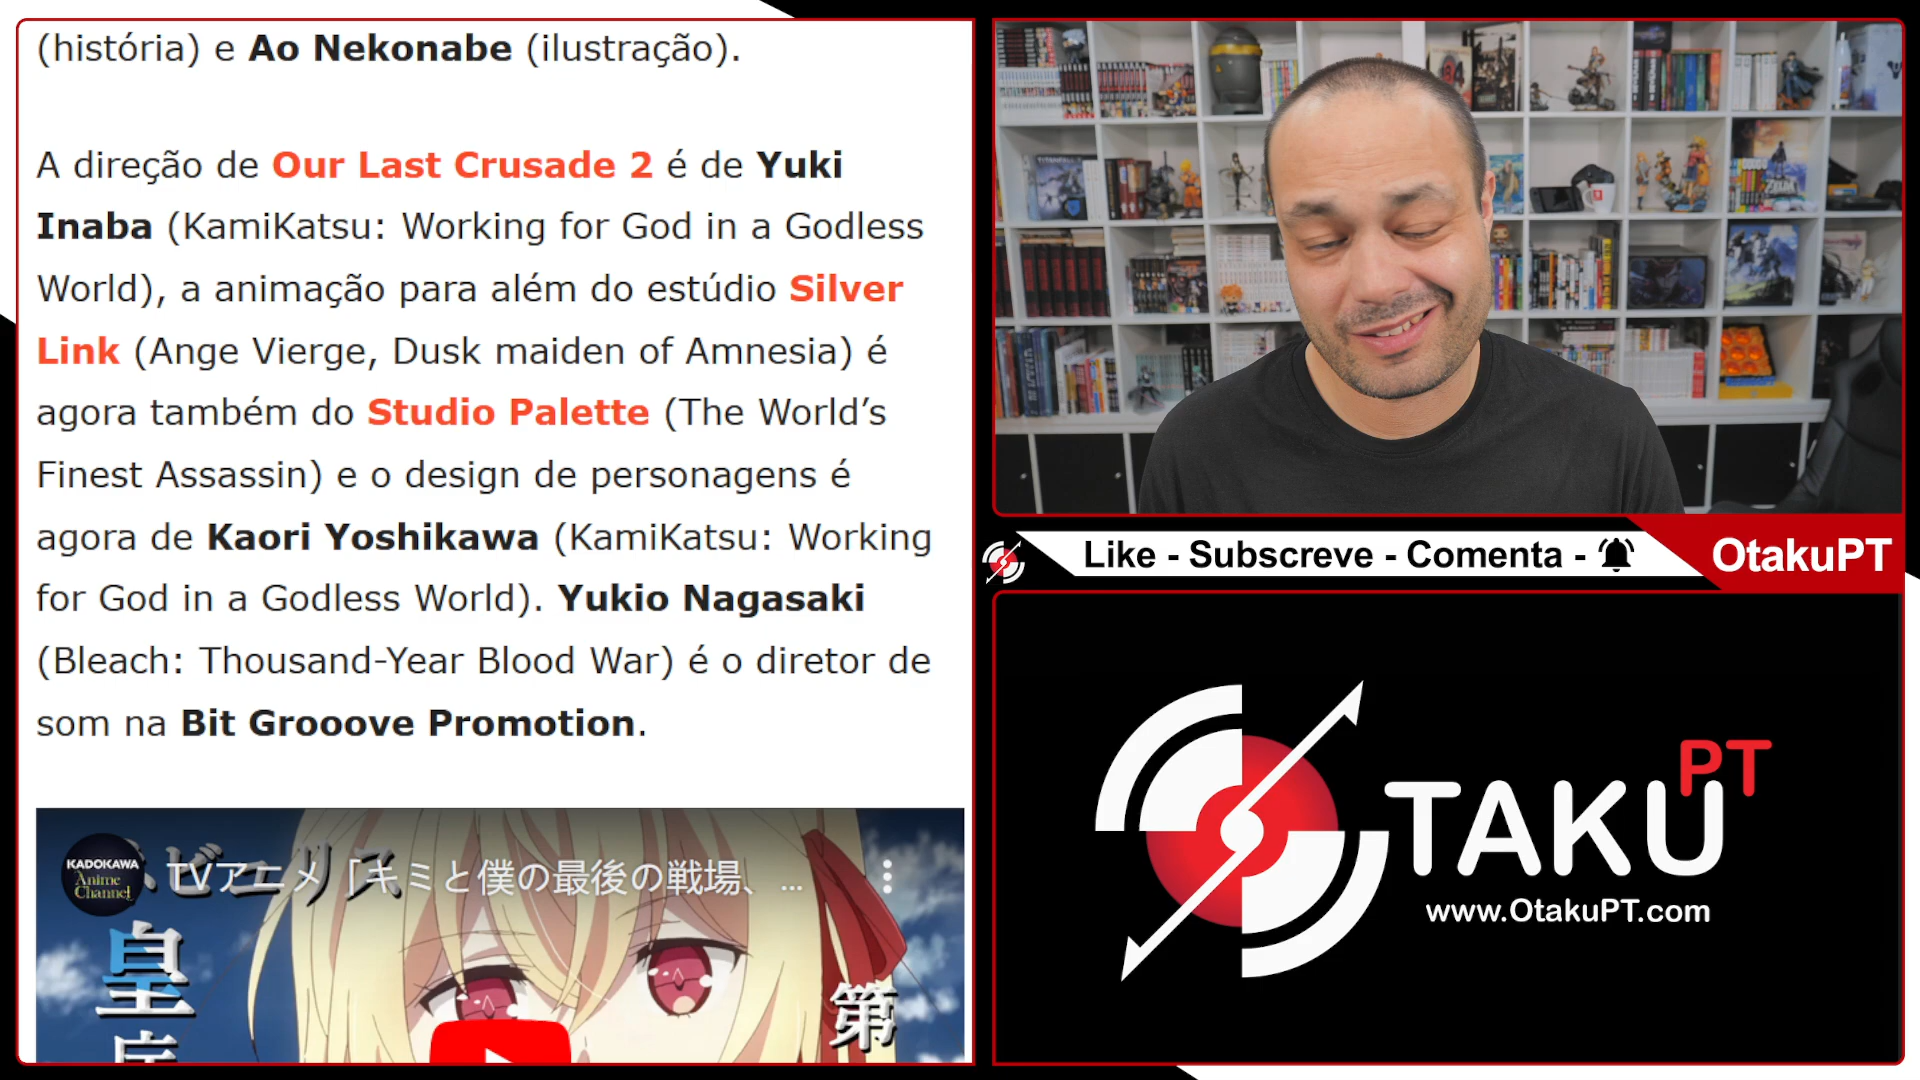 (história) e Ao Nekonabe (ilustração).
A direção de Our Last Crusade 2 é de Yuki
Inaba (KamiKatsu: Working for God in a Godless
World), a animação para além do estúdio Silver
Link (Ange Vierge, Dusk maiden of Amnesia) é
agora também do Studio Palette (The World’s
Finest Assassin) e o design de personagens é
agora de Kaori Yoshikawa (KamiKatsu: Working
for God in a Godless World). Yukio Nagasaki
(Bleach: Thousand-Year Blood War) é o diretor de
som na Bit Grooove Promotion.
KADOKAWA
Anime
Channel
TVアニメ「キミと僕の最後の戦場、...
皇
第
Like - Subscreve - Comenta -
OtakuPT
OTAKU PT
www.OtakuPT.com